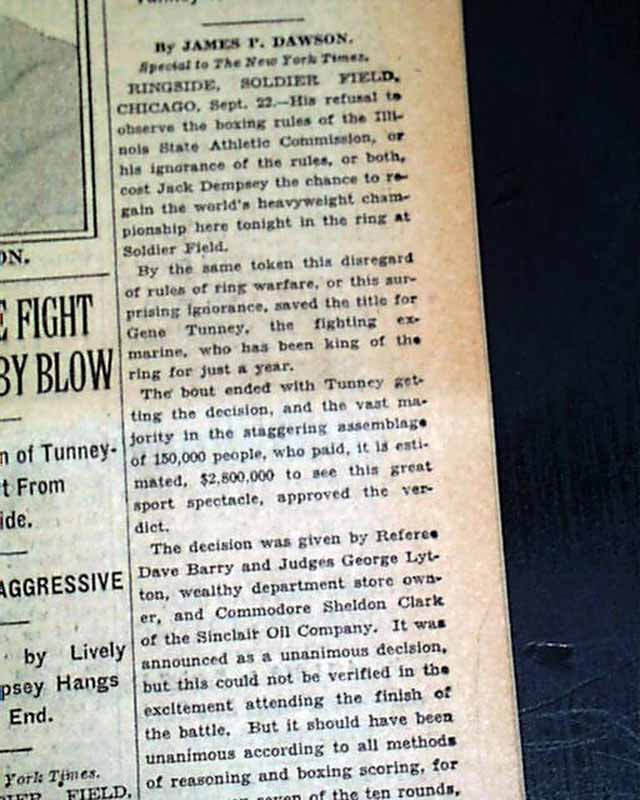 By JAMES P. DAWSON.
Special to The New York Times.
RINGSIDE, SOLDIER FIELD,
CHICAGO, Sept. 22.—His refusal to
observe the boxing rules of the Illi-
nois State Athletic Commission, or
his ignorance of the rules, or both,
cost Jack Dempsey the chance to re-
gain the world's heavyweight cham-
pionship here tonight in the ring at
Soldier Field.
By the same token this disregard
of rules of ring warfare, or this sur-
prising ignorance, saved the title for
Gene Tunney, the fighting ex-
marine, who has been king of the
ring for just a year.
The bout ended with Tunney get-
ting the decision, and the vast ma-
jority in the staggering assemblage
of 150,000 people, who paid, it is esti-
mated, $2,800,000 to see this great
sport spectacle, approved the ver-
dict.
The decision was given by Referee
Dave Barry and Judges George Lyt-
ton, wealthy department store own-
er, and Commodore Sheldon Clark
of the Sinclair Oil Company. It was
announced as a unanimous decision,
but this could not be verified in the
excitement attending the finish of
the battle. But it should have been
unanimous according to all methods
of reasoning and boxing scoring, for
seven of the ten rounds,
ON.
E FIGHT
BY BLOW
n of Tunney-
t From
ide.
AGGRESSIVE
by Lively
psey Hangs
End.
York Times.
FIELD,